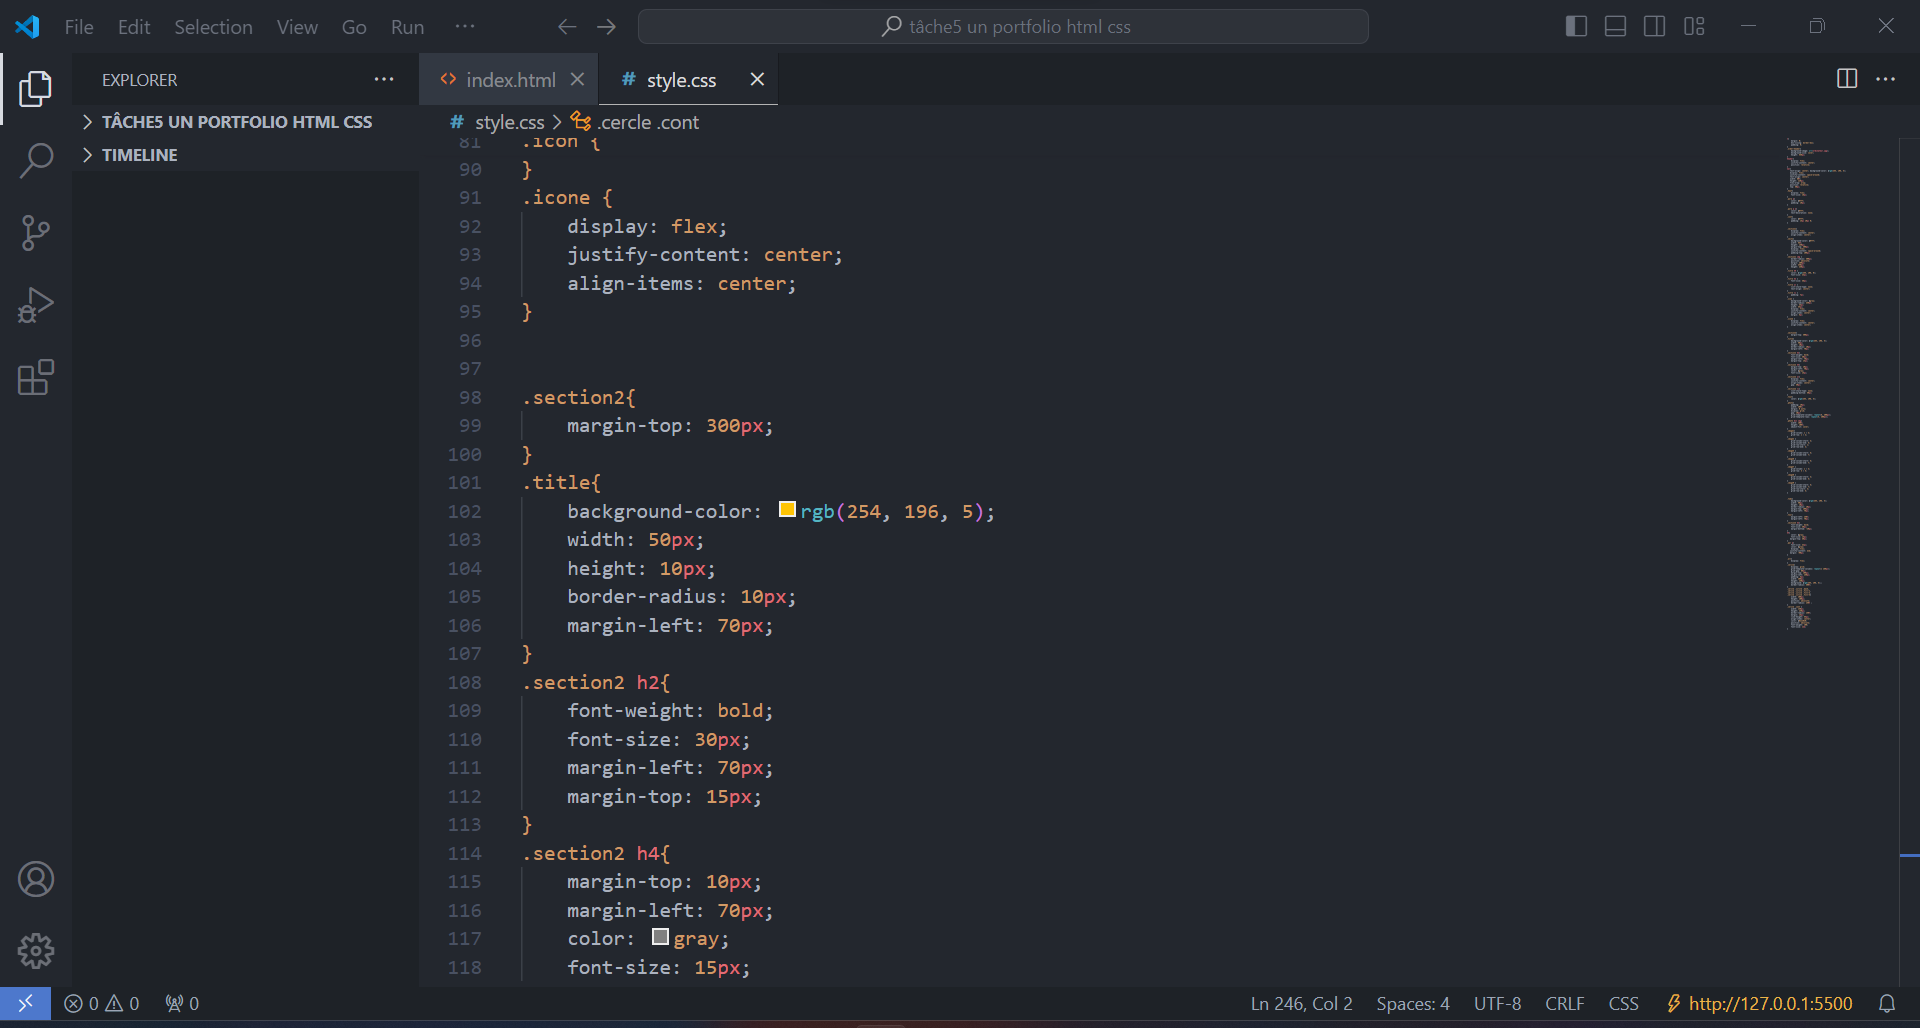 File Edit Selection View Go Run ··· tâche5 un portfolio html css
EXPLORER ···
TÂCHE5 UN PORTFOLIO HTML CSS
TIMELINE
<> index.html
# style.css
# style.css > .cercle .cont
81 .icon {
90 }
91 .icone {
92 display: flex;
93 justify-content: center;
94 align-items: center;
95 }
96
97
98 .section2{
99 margin-top: 300px;
100 }
101 .title{
102 background-color: rgb(254, 196, 5);
103 width: 50px;
104 height: 10px;
105 border-radius: 10px;
106 margin-left: 70px;
107 }
108 .section2 h2{
109 font-weight: bold;
110 font-size: 30px;
111 margin-left: 70px;
112 margin-top: 15px;
113 }
114 .section2 h4{
115 margin-top: 10px;
116 margin-left: 70px;
117 color: gray;
118 font-size: 15px;
0 0 0 Ln 246, Col 2 Spaces: 4 UTF-8 CRLF CSS http://127.0.0.1:5500